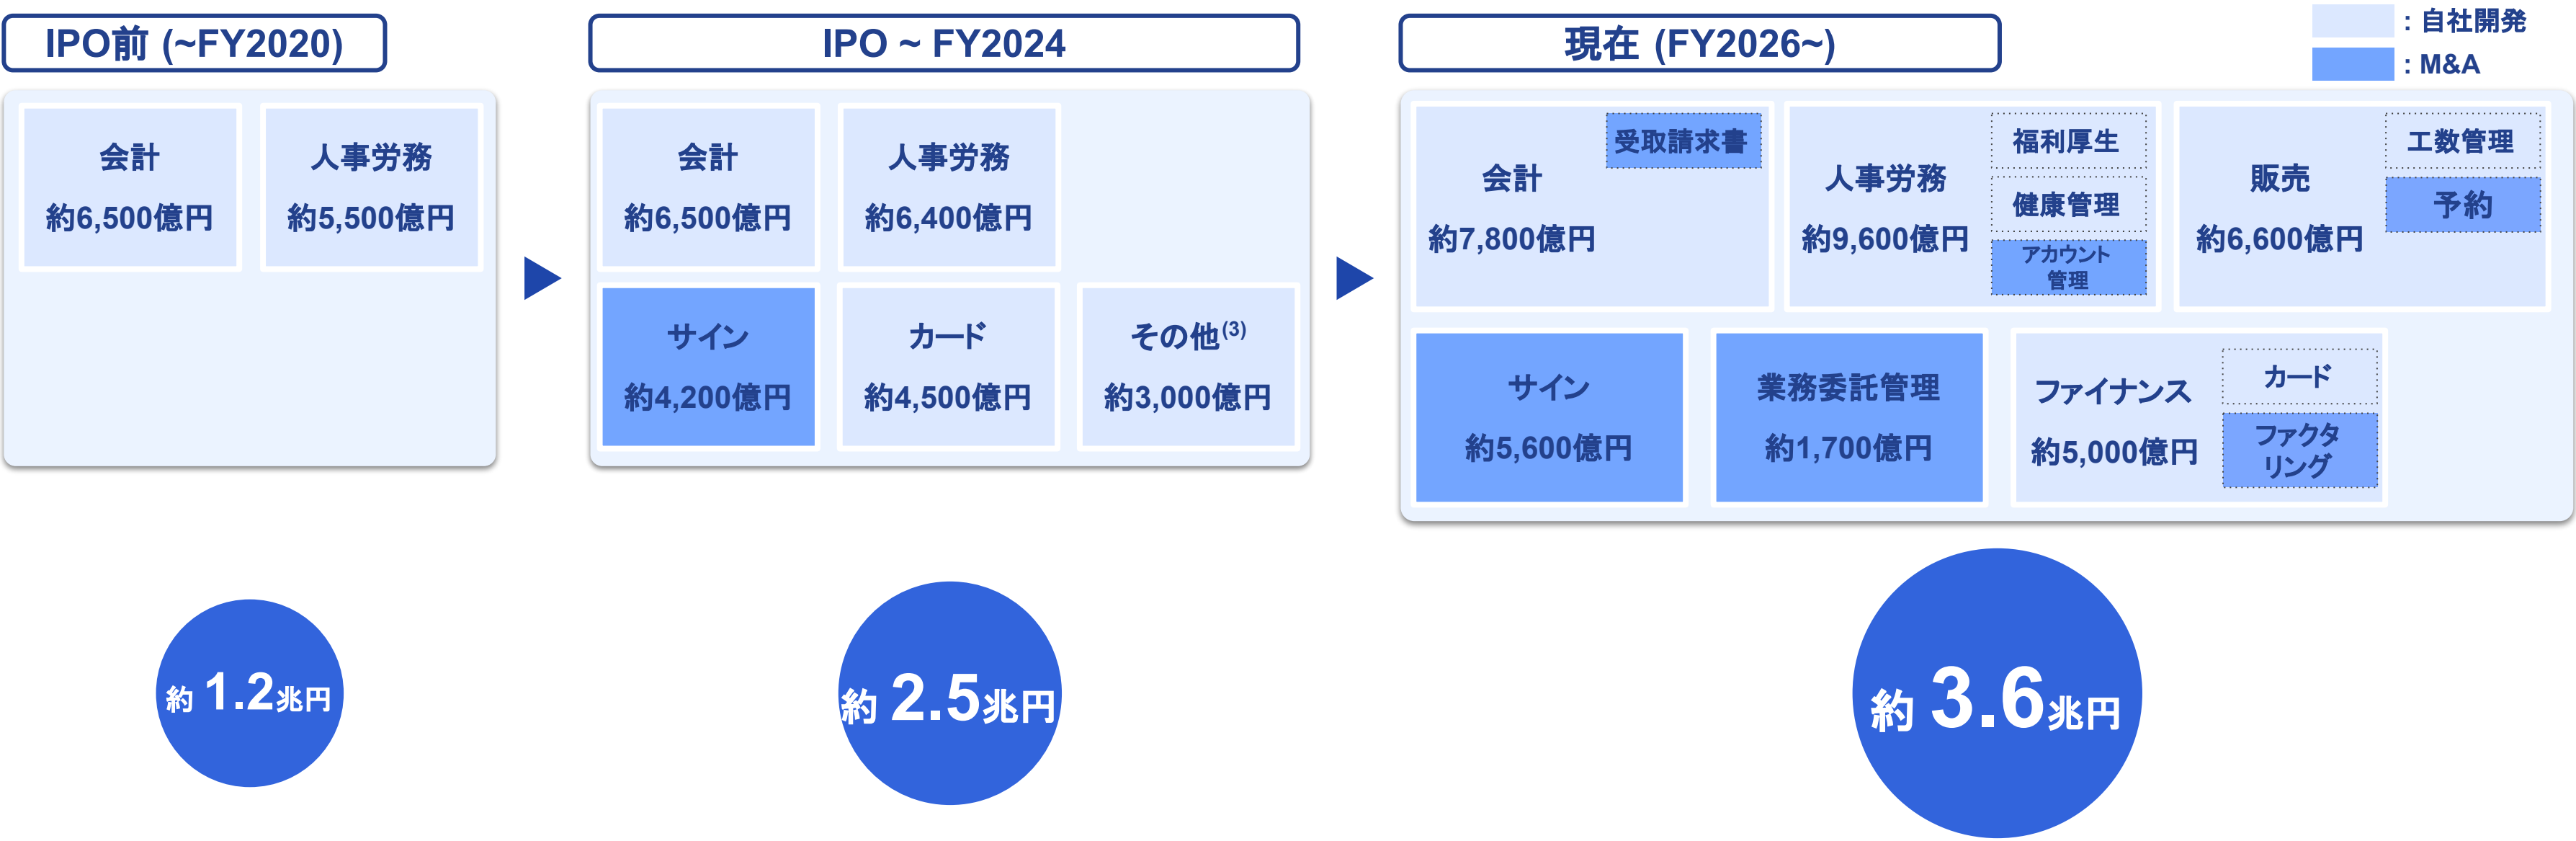 IPO前 (~FY2020)
会計
約6,500億円
人事労務
約5,500億円
IPO ~ FY2024
会計
約6,500億円
人事労務
約6,400億円
サイン
約4,200億円
カード
約4,500億円
その他(3)
約3,000億円
現在 (FY2026~)
: 自社開発
: M&A
会計
約7,800億円
受取請求書
人事労務
約9,600億円
福利厚生
健康管理
アカウント
管理
販売
約6,600億円
工数管理
予約
サイン
約5,600億円
業務委託管理
約1,700億円
ファイナンス
約5,000億円
カード
ファクタ
リング
約 1.2兆円
約 2.5兆円
約 3.6兆円